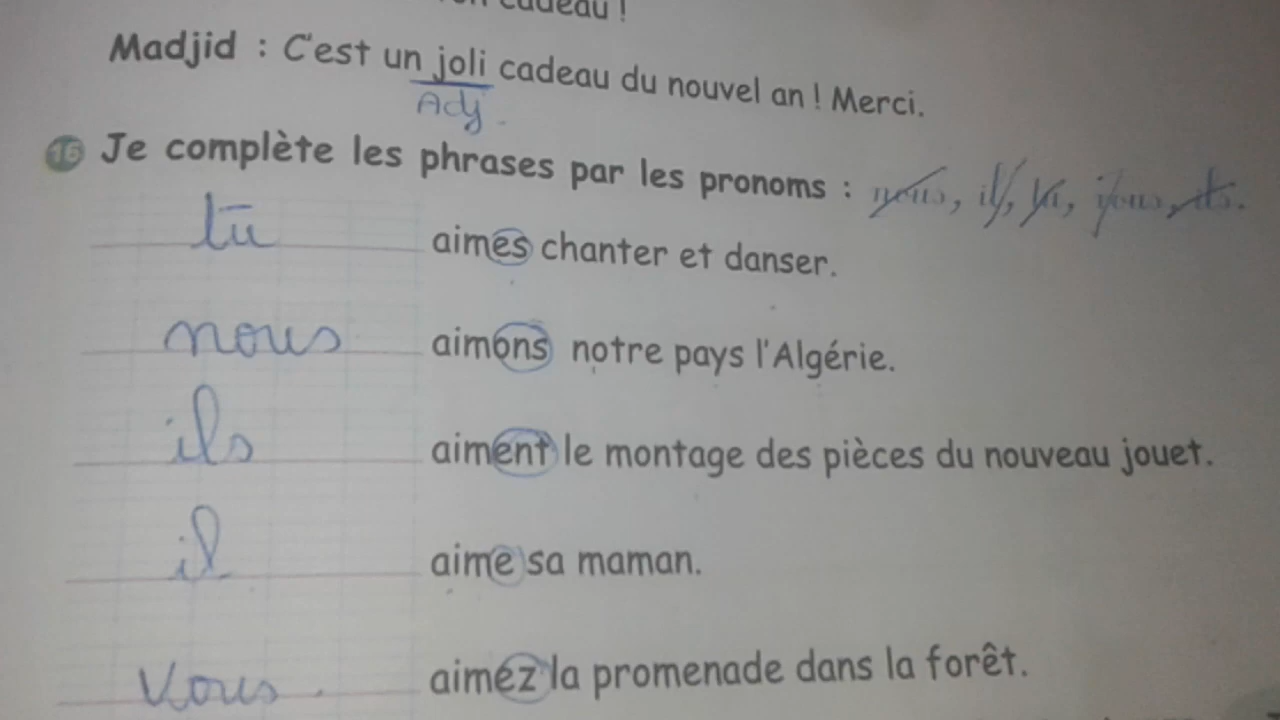 cadeau !
Madjid : C'est un joli cadeau du nouvel an ! Merci.
Adj.
16 Je complète les phrases par les pronoms : nous, il, tu, vous, ils.
tu aimes chanter et danser.
nous aimons notre pays l'Algérie.
ils aiment le montage des pièces du nouveau jouet.
il aime sa maman.
Vous. aimez la promenade dans la forêt.